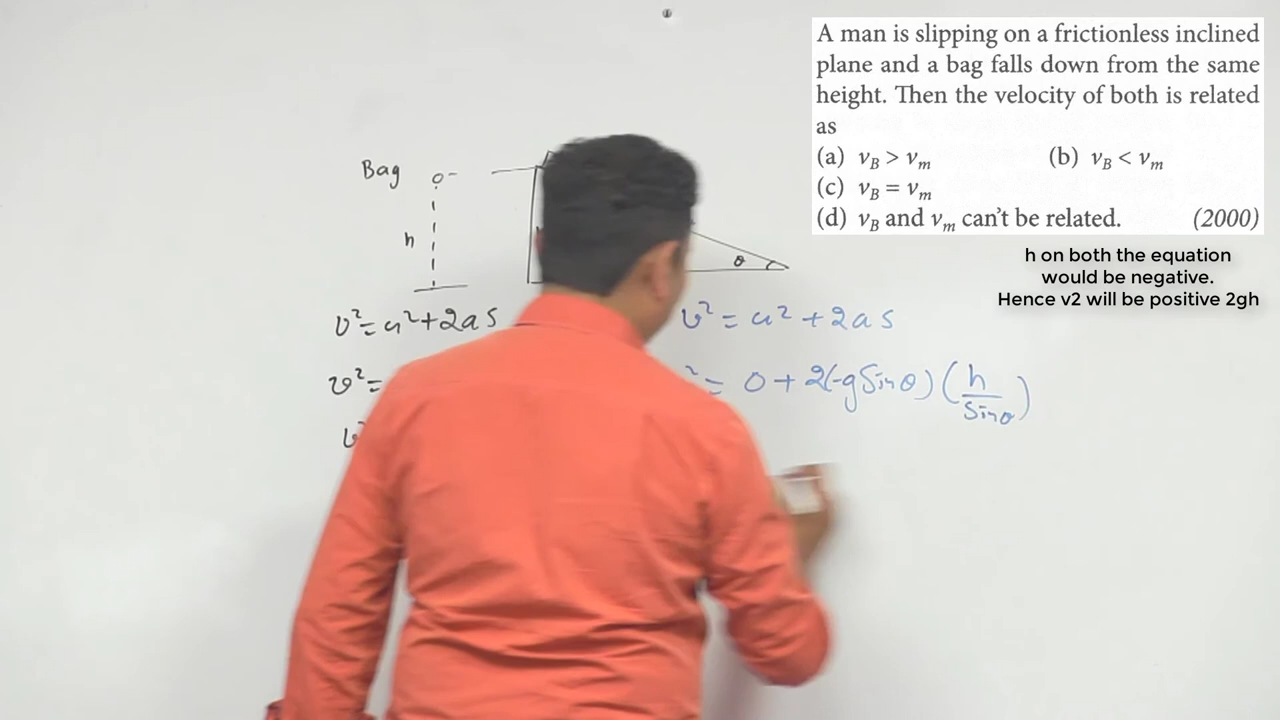 A man is slipping on a frictionless inclined
plane and a bag falls down from the same
height. Then the velocity of both is related
as
(a) v_B > v_m (b) v_B < v_m
(c) v_B = v_m
(d) v_B and v_m can't be related. (2000)
h on both the equation
would be negative.
Hence v2 will be positive 2gh
Bag
h
θ
v² = u² + 2as
v² =
v² = u² + 2as
² = 0 + 2(-g Sinθ) (h/Sinθ)